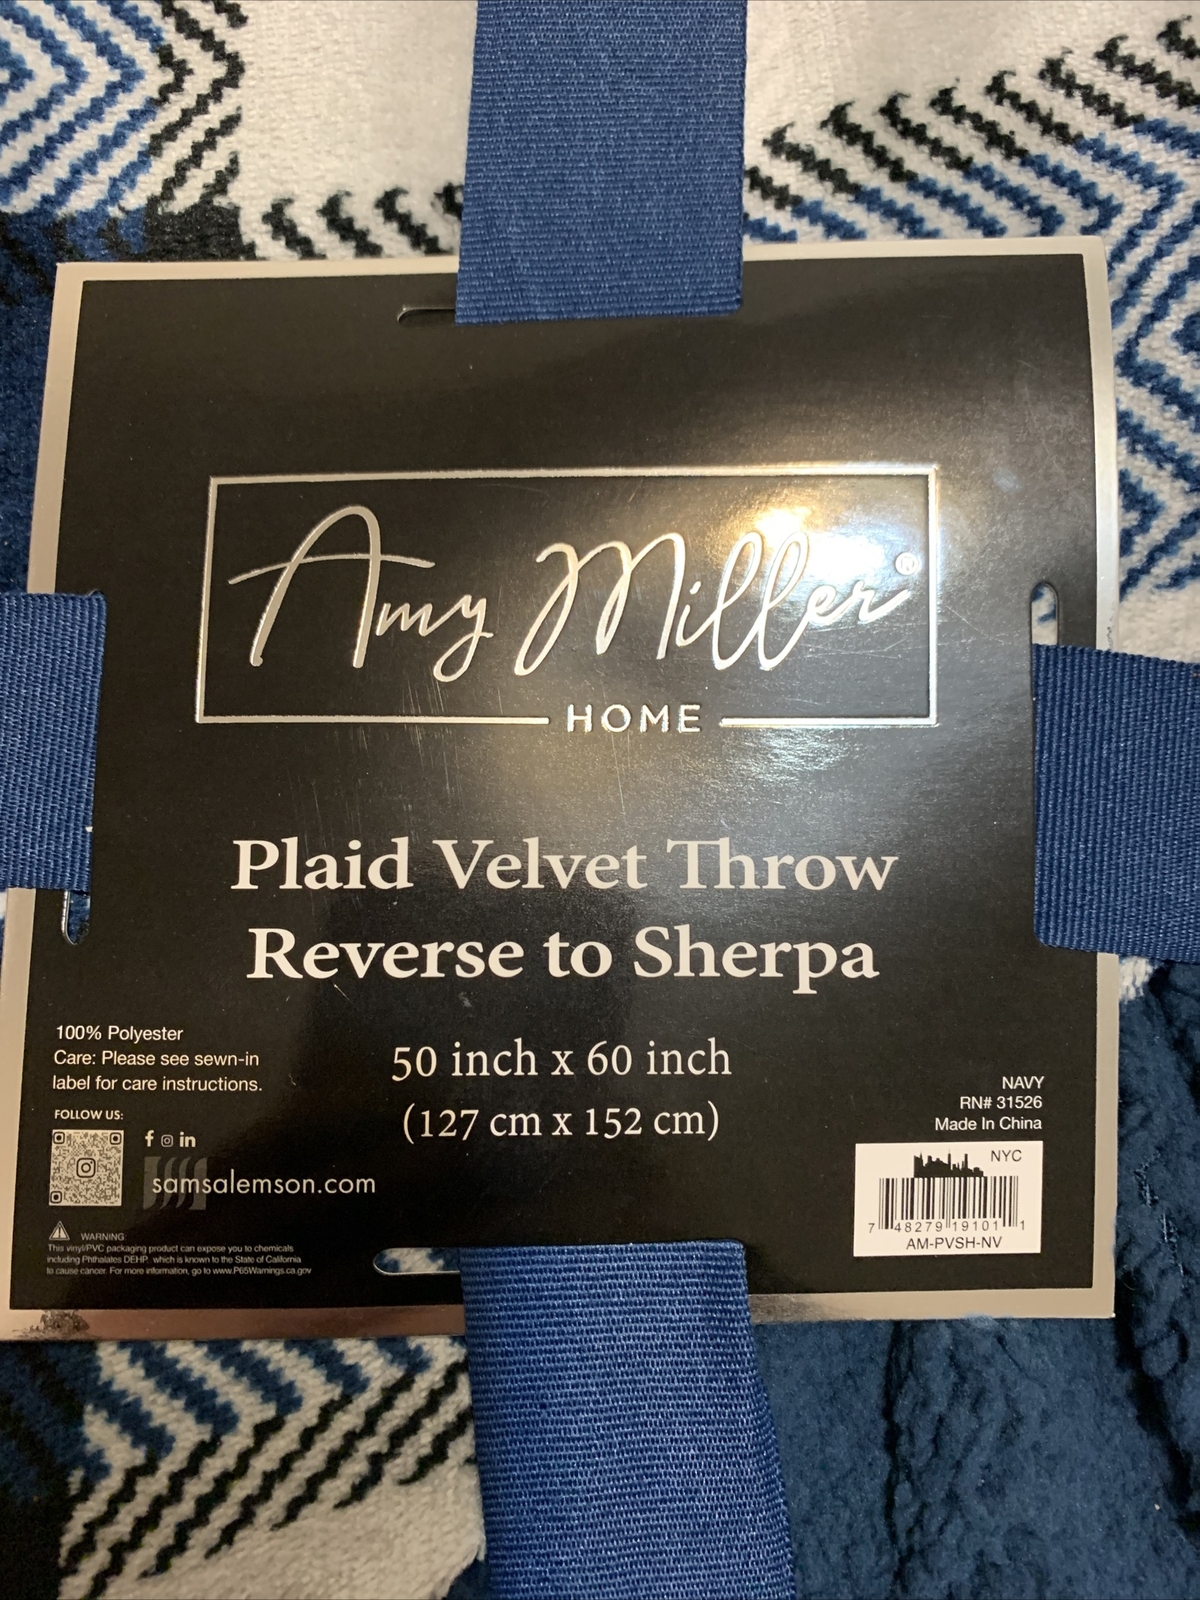 Amy Miller®
HOME
Plaid Velvet Throw
Reverse to Sherpa
100% Polyester
Care: Please see sewn-in
label for care instructions.
50 inch x 60 inch
(127 cm x 152 cm)
FOLLOW US:
f in
samsalemson.com
WARNING
This vinyl/PVC packaging product can expose you to chemicals
including Phthalates DEHP, which is known to the State of California
to cause cancer. For more information, go to www.P65Warnings.ca.gov
NAVY
RN# 31526
Made In China
NYC
7 48279 19101 1
AM-PVSH-NV